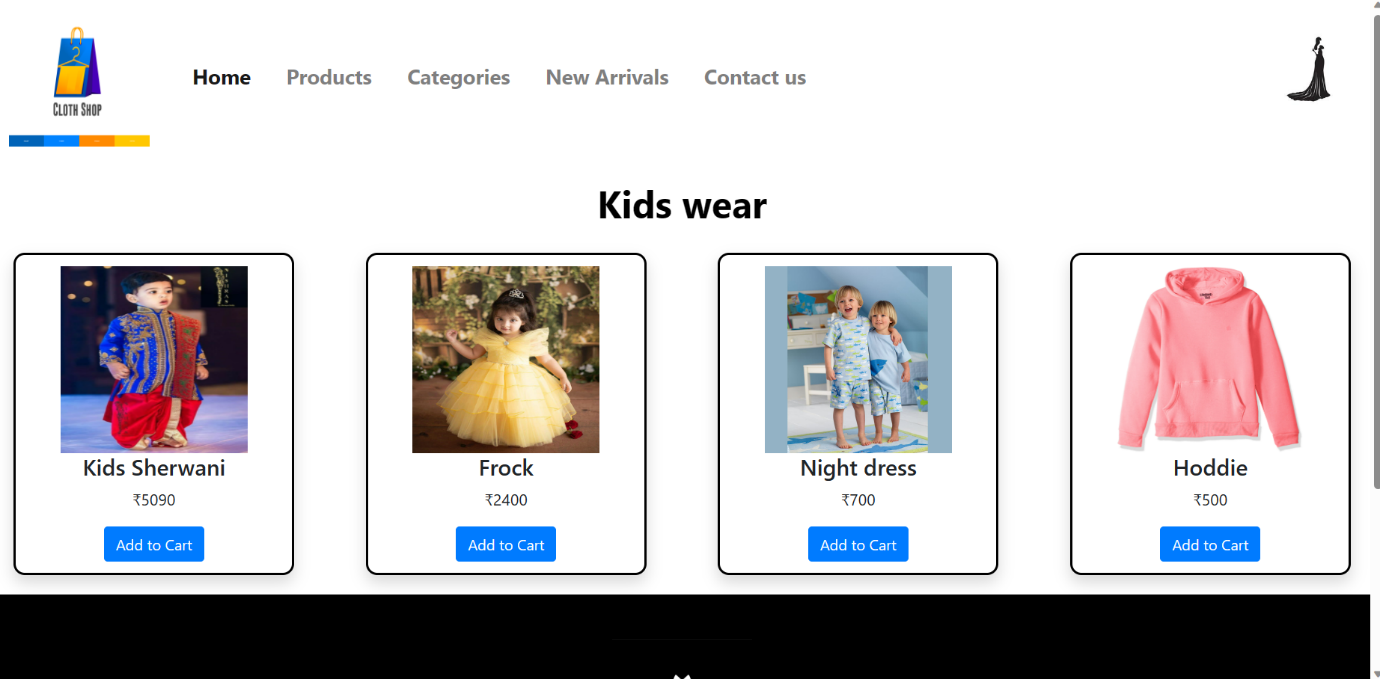 CLOTH SHOP
Home
Products
Categories
New Arrivals
Contact us
Kids wear
Kids Sherwani
₹5090
Add to Cart
Frock
₹2400
Add to Cart
Night dress
₹700
Add to Cart
Hoddie
₹500
Add to Cart